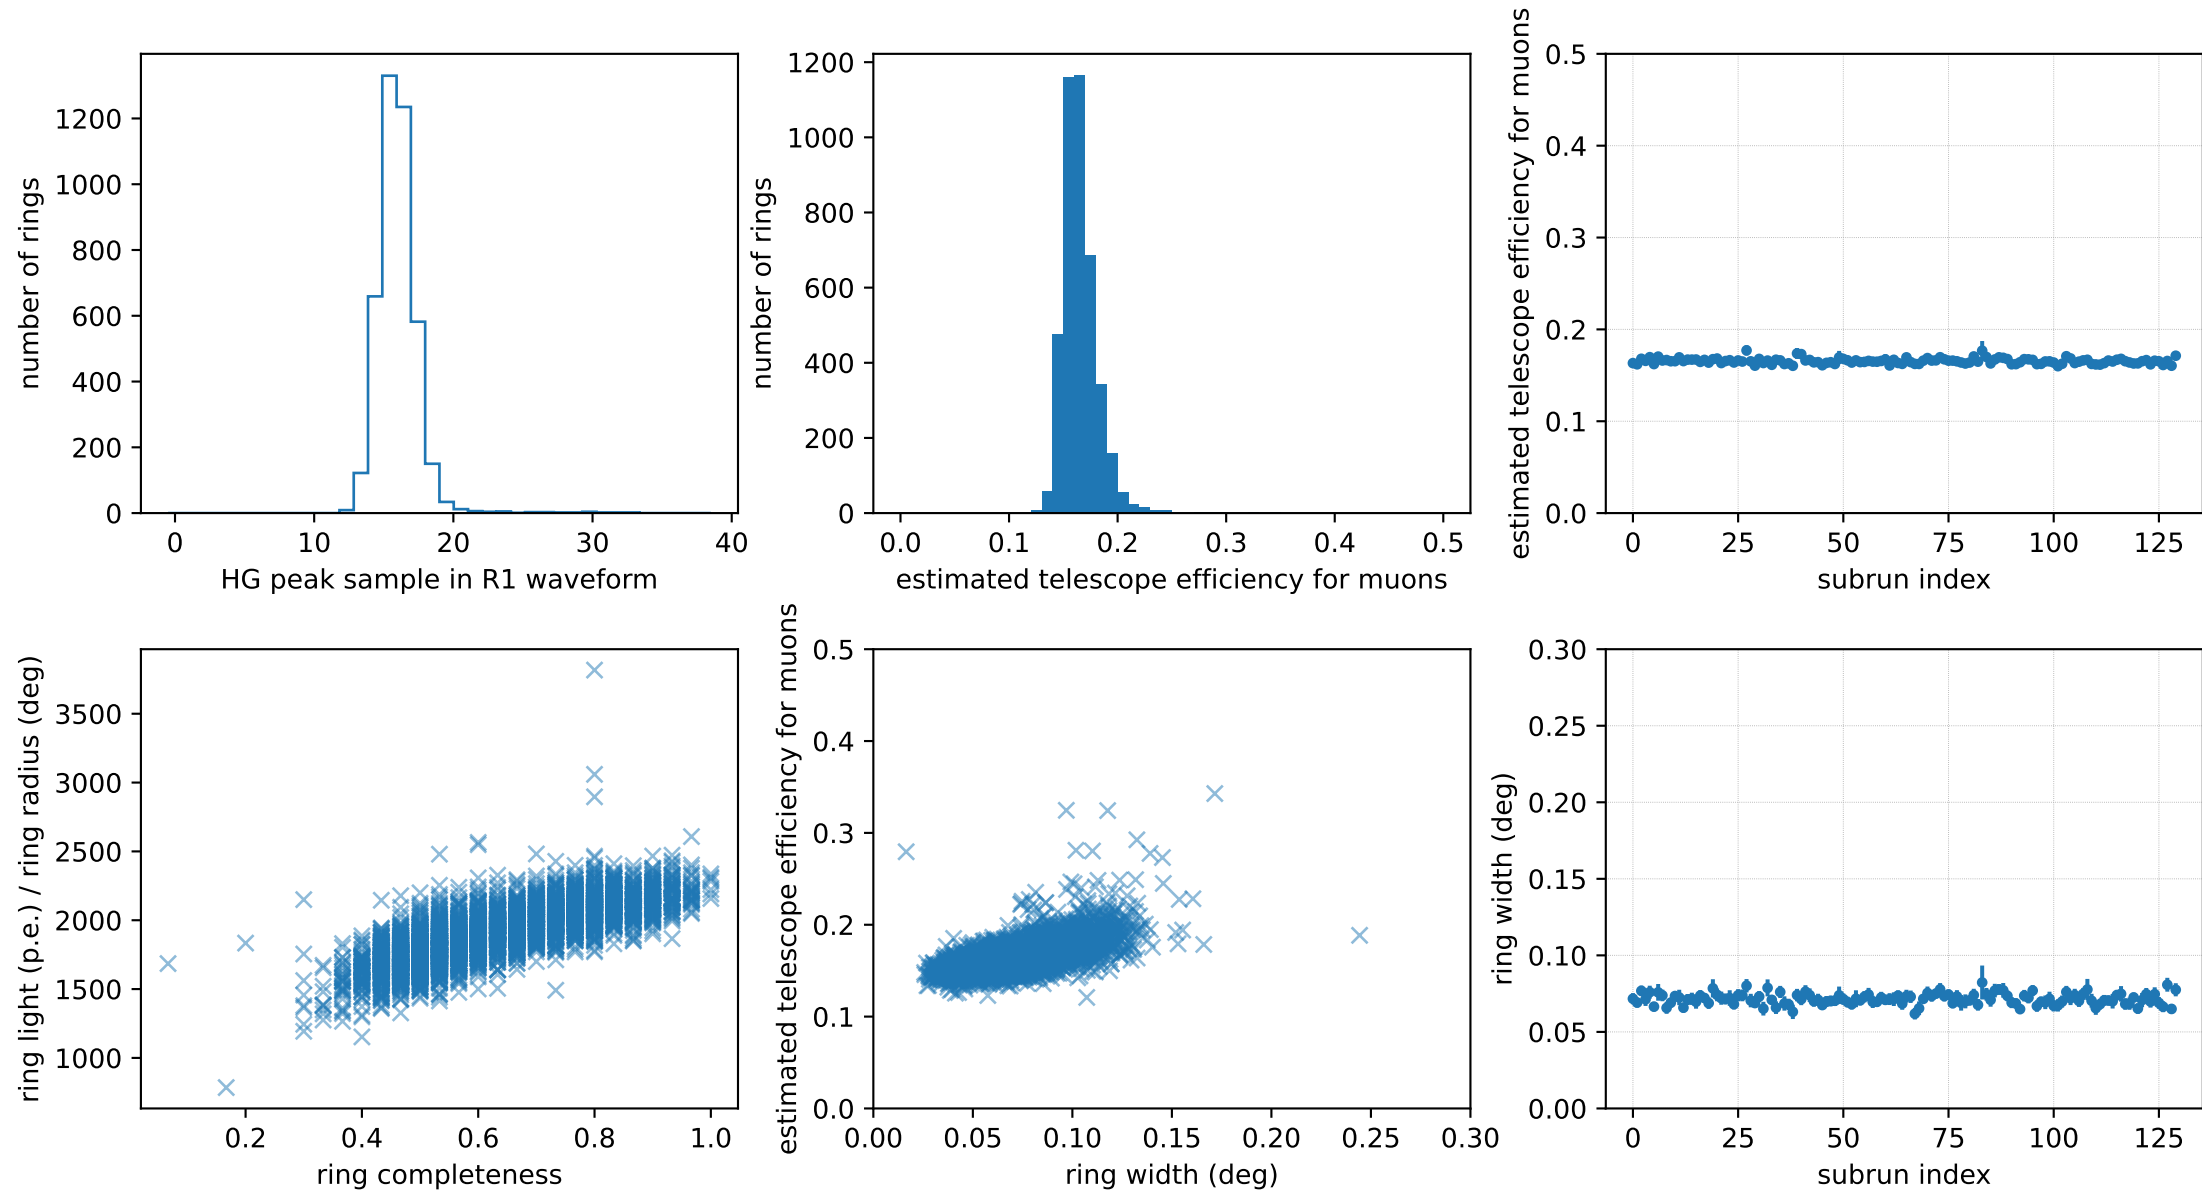 number of rings
1200
1000
800
600
400
200
0
0 10 20 30 40
HG peak sample in R1 waveform
number of rings
1200
1000
800
600
400
200
0
0.0 0.1 0.2 0.3 0.4 0.5
estimated telescope efficiency for muons
estimated telescope efficiency for muons
0.5
0.4
0.3
0.2
0.1
0.0
0 25 50 75 100 125
subrun index
ring light (p.e.) / ring radius (deg)
3500
3000
2500
2000
1500
1000
0.2 0.4 0.6 0.8 1.0
ring completeness
estimated telescope efficiency for muons
0.5
0.4
0.3
0.2
0.1
0.0
0.00 0.05 0.10 0.15 0.20 0.25 0.30
ring width (deg)
ring width (deg)
0.30
0.25
0.20
0.15
0.10
0.05
0.00
0 25 50 75 100 125
subrun index